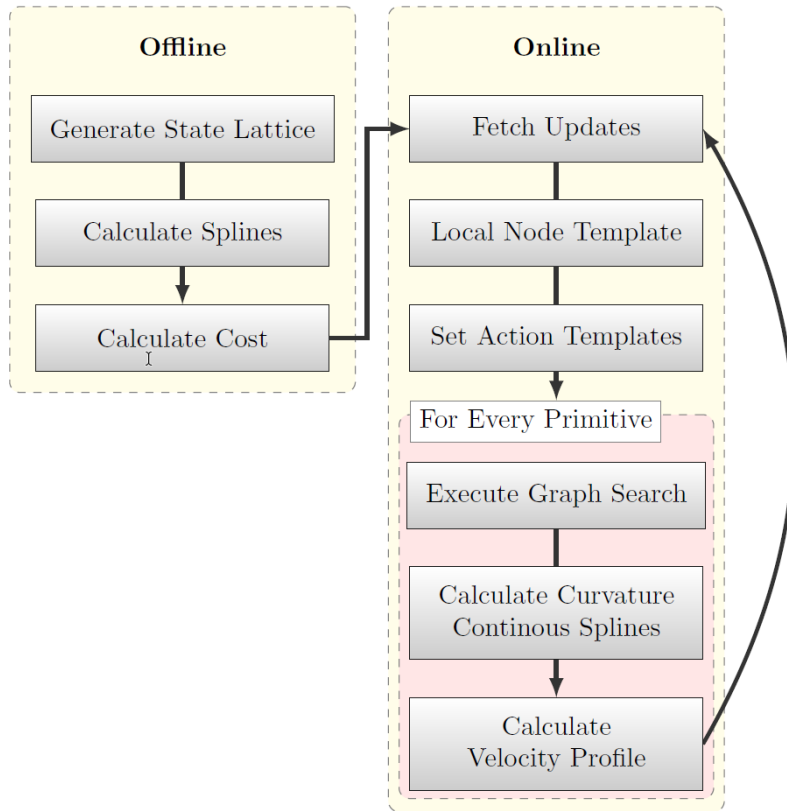 Offline
Generate State Lattice
Calculate Splines
Calculate Cost
Online
Fetch Updates
Local Node Template
Set Action Templates
For Every Primitive
Execute Graph Search
Calculate Curvature
Continous Splines
Calculate
Velocity Profile